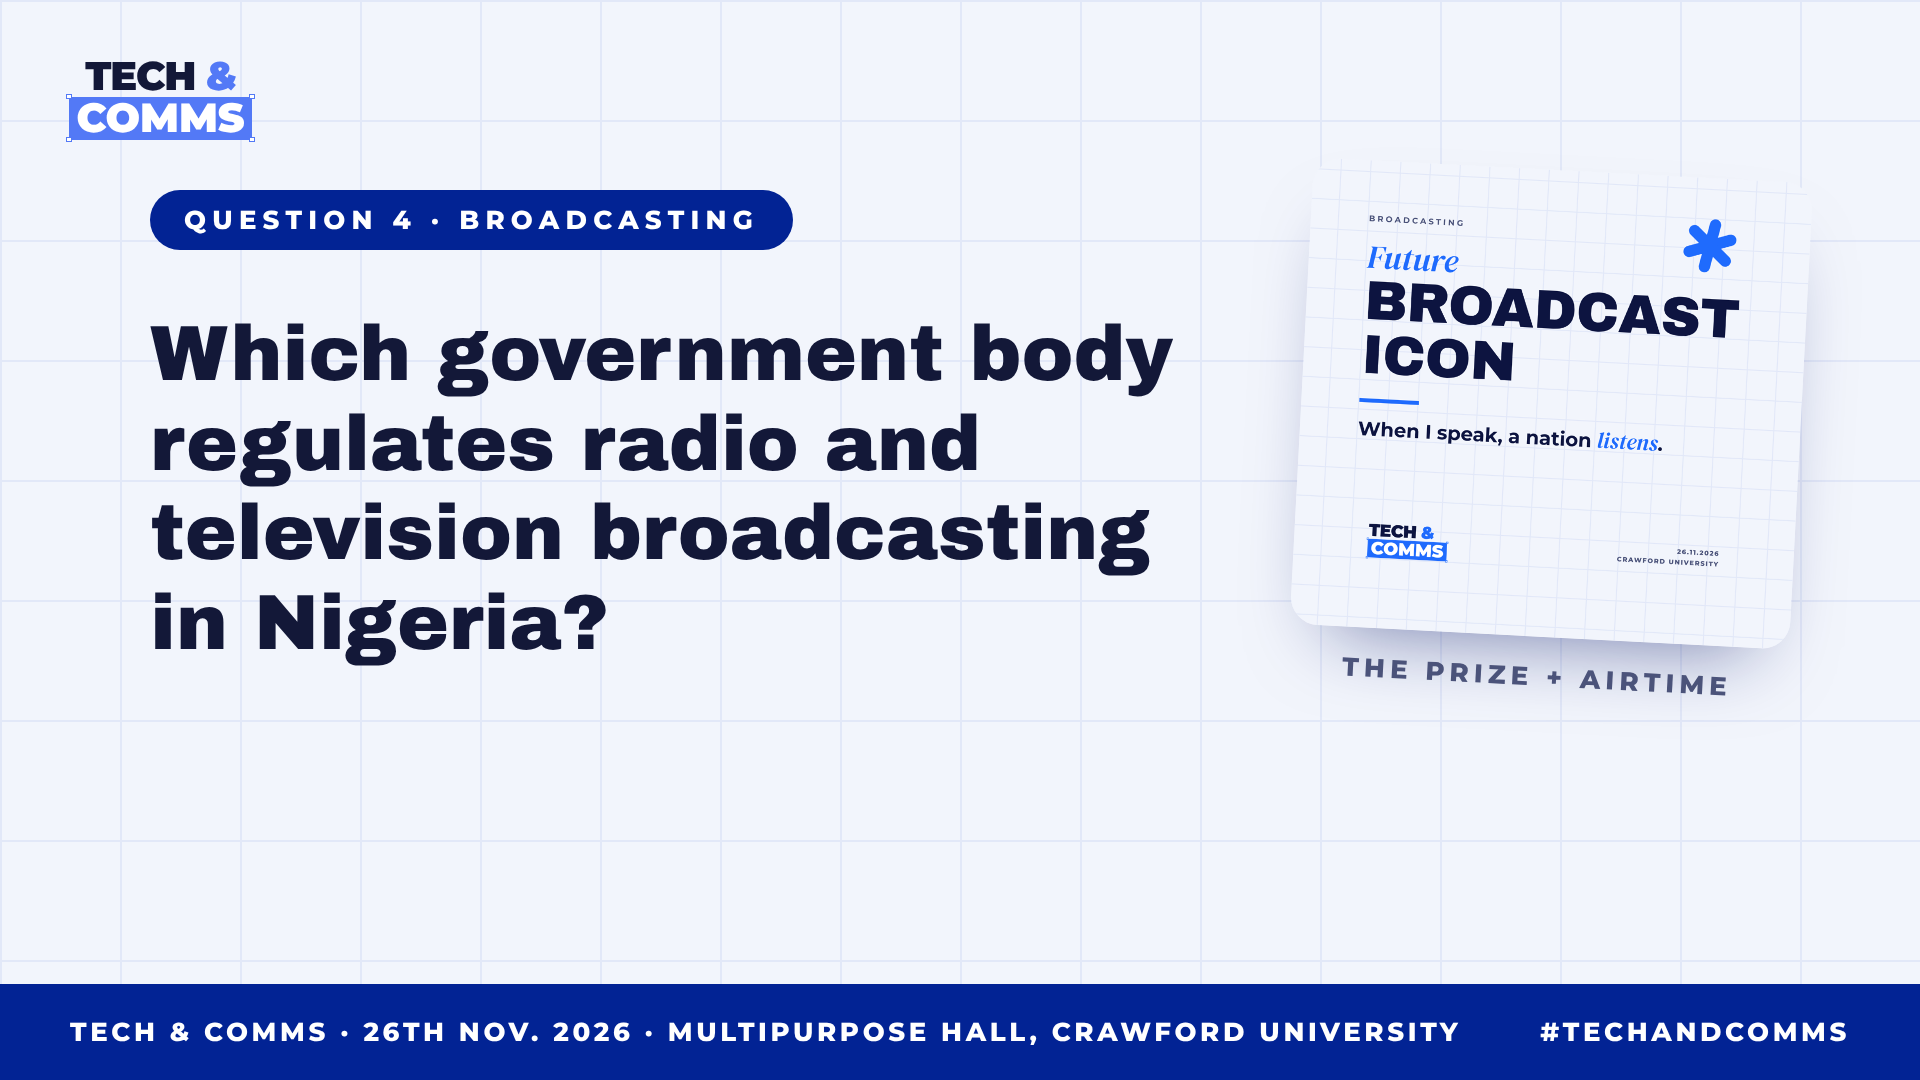 TECH &
COMMS
QUESTION 4 · BROADCASTING
Which government body
regulates radio and
television broadcasting
in Nigeria?
BROADCASTING
Future
BROADCAST
ICON
When I speak, a nation listens.
TECH &
COMMS
26.11.2026
CRAWFORD UNIVERSITY
THE PRIZE + AIRTIME
TECH & COMMS · 26TH NOV. 2026 · MULTIPURPOSE HALL, CRAWFORD UNIVERSITY
#TECHANDCOMMS